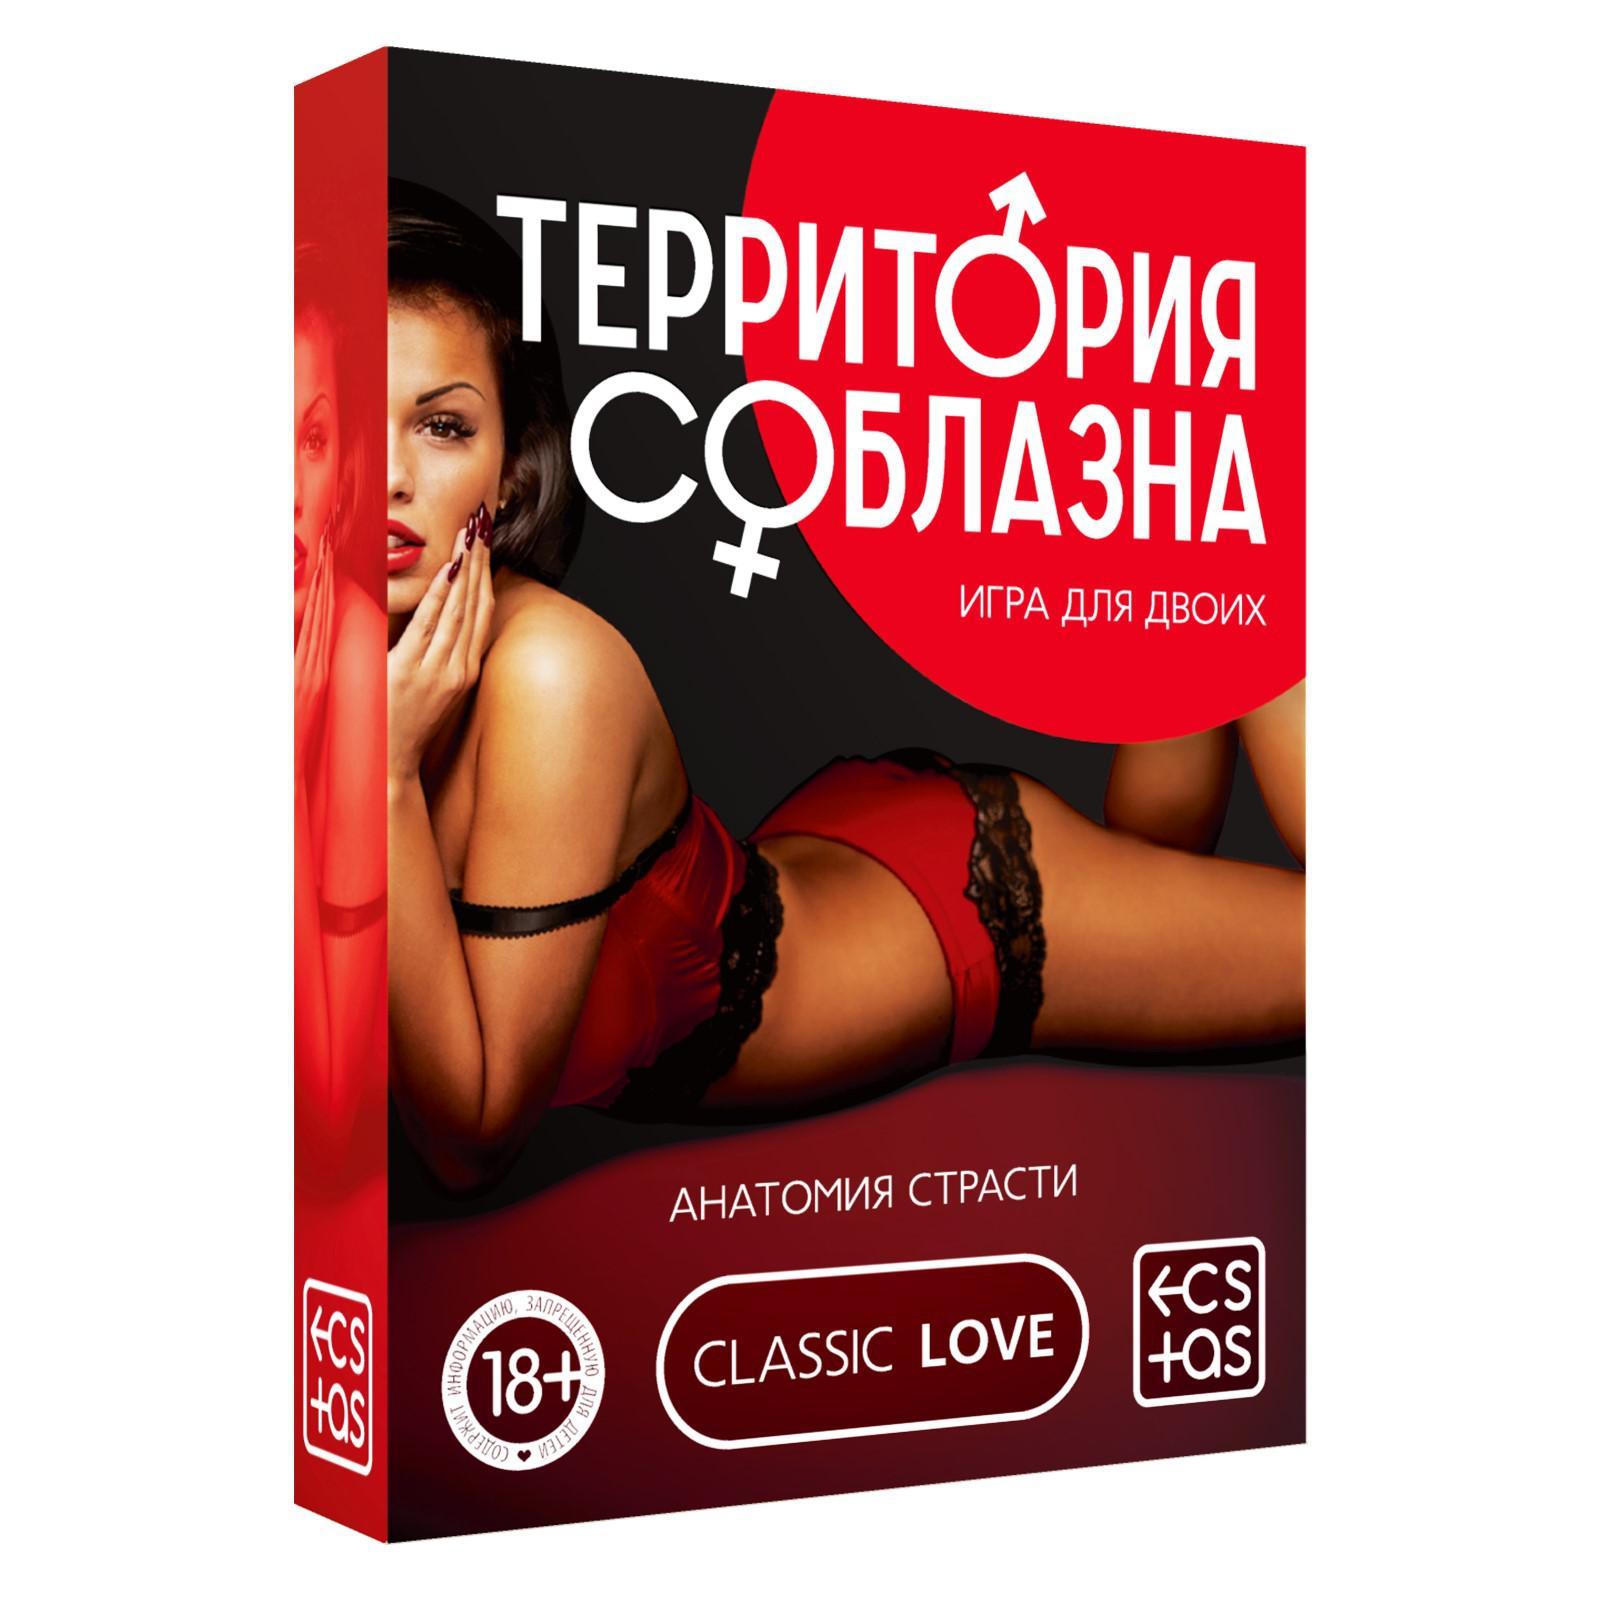 ТЕРРИТОРИЯ
СОБЛАЗНА
ИГРА ДЛЯ ДВОИХ
АНАТОМИЯ СТРАСТИ
CLASSIC LOVE
18+
СОДЕРЖИТ ИНФОРМАЦИЮ, ЗАПРЕЩЕННУЮ ДЛЯ ДЕТЕЙ
ECS
tas
ECS
tas